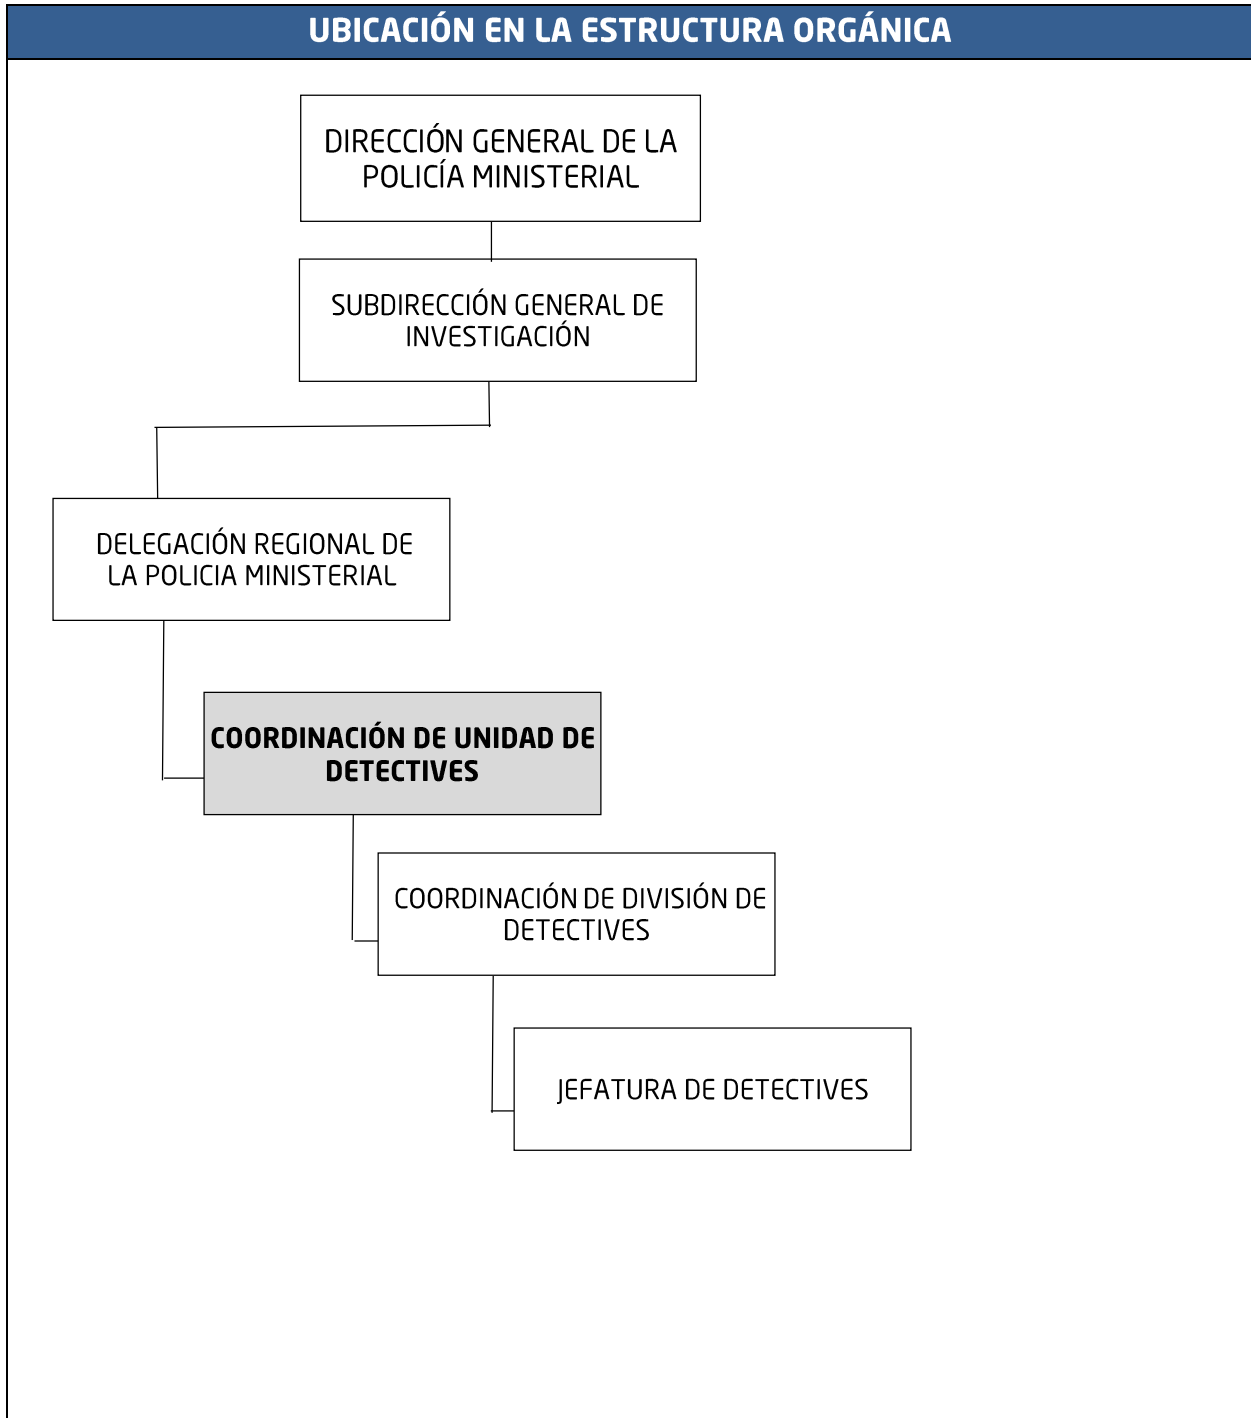 UBICACIÓN EN LA ESTRUCTURA ORGÁNICA
DIRECCIÓN GENERAL DE LA
POLICÍA MINISTERIAL
SUBDIRECCIÓN GENERAL DE
INVESTIGACIÓN
DELEGACIÓN REGIONAL DE
LA POLICIA MINISTERIAL
COORDINACIÓN DE UNIDAD DE
DETECTIVES
COORDINACIÓN DE DIVISIÓN DE
DETECTIVES
JEFATURA DE DETECTIVES